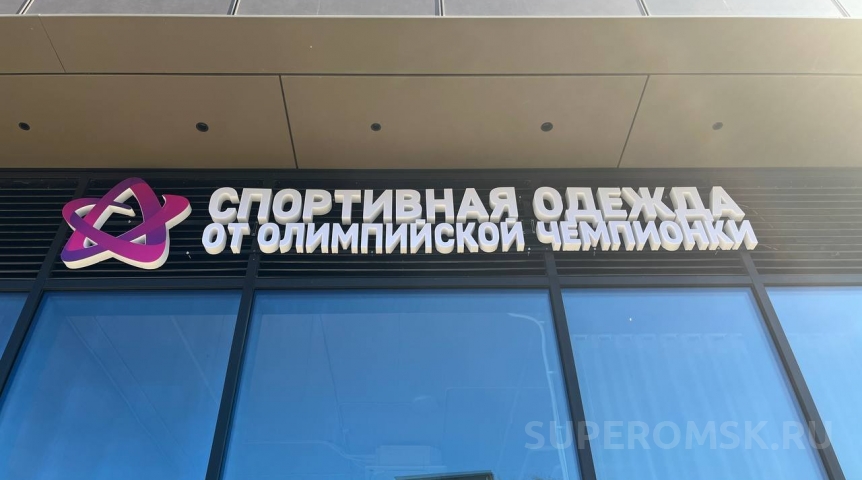 СПОРТИВНАЯ ОДЕЖДА
ОТ ОЛИМПИЙСКОЙ ЧЕМПИОНКИ
SUPEROMSK.RU